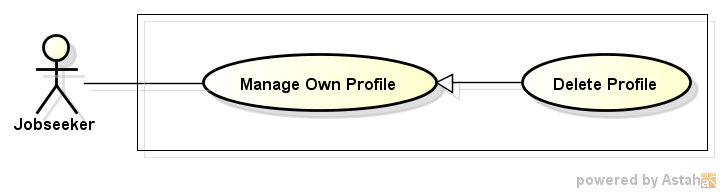 Jobseeker
Manage Own Profile
Delete Profile
powered by Astah